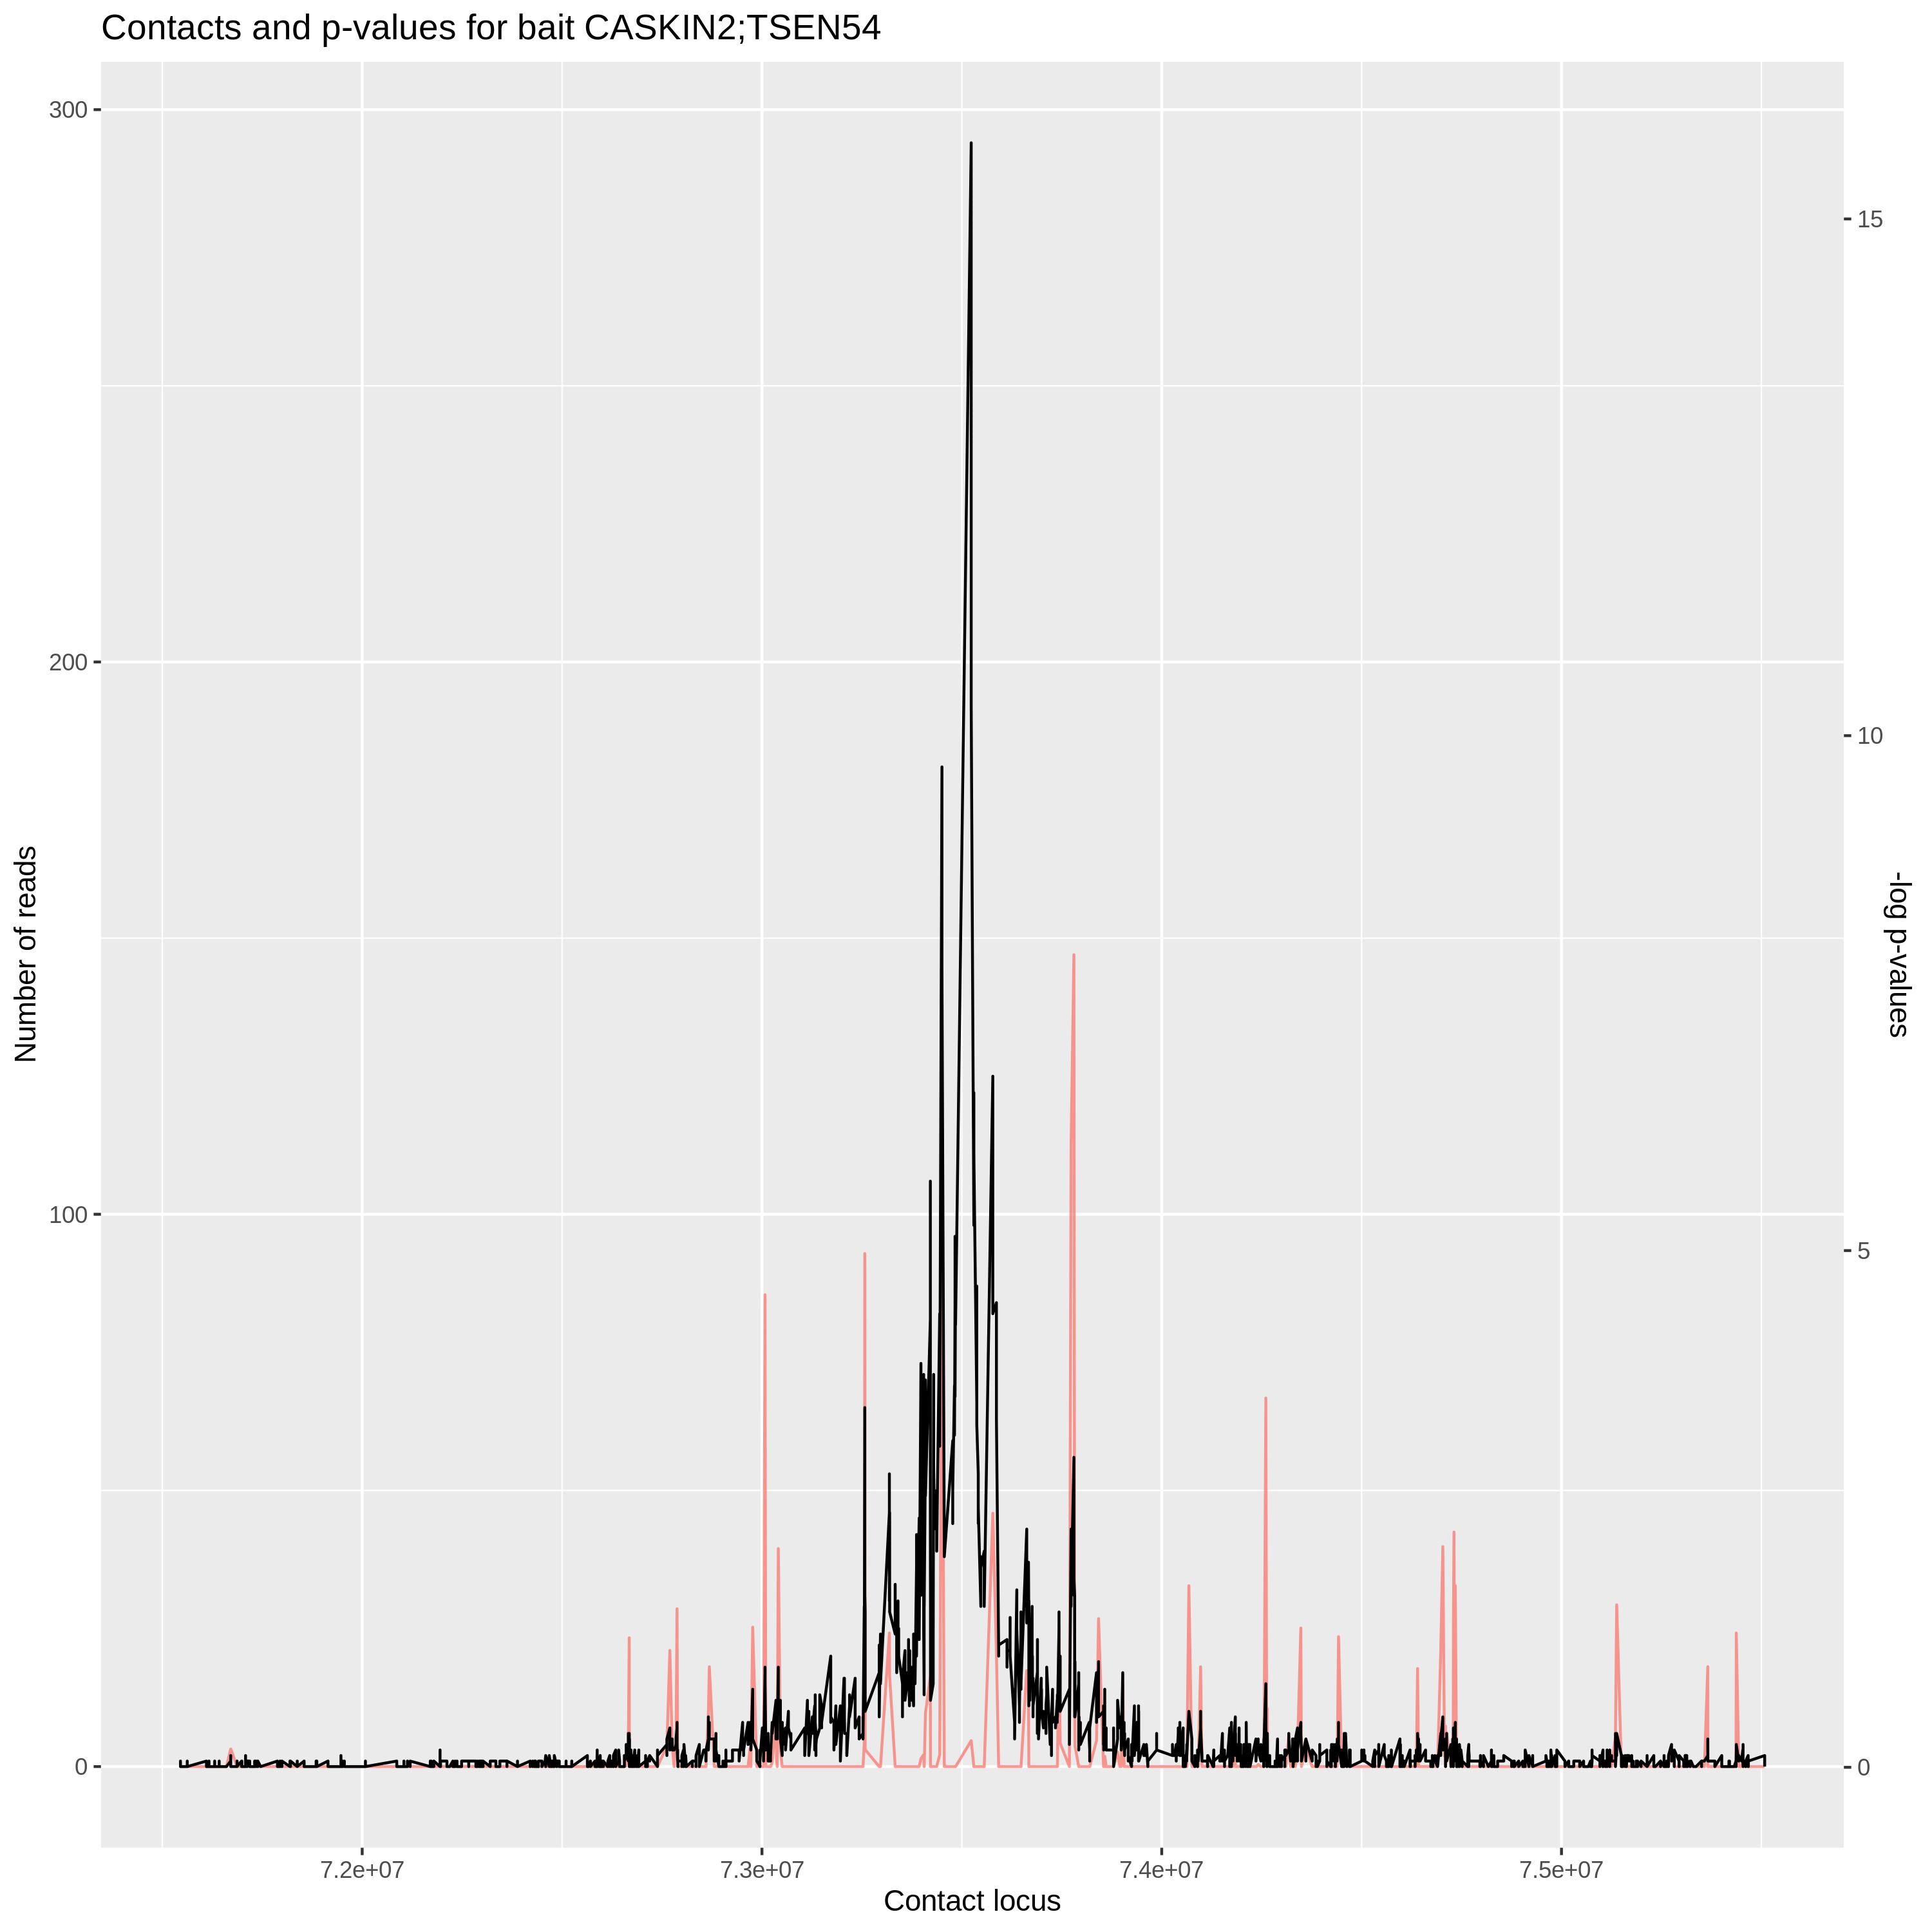 Contacts and p-values for bait CASKIN2;TSEN54
300
200
100
0
Number of reads
15
10
5
0
-log p-values
7.2e+07
7.3e+07
7.4e+07
7.5e+07
Contact locus